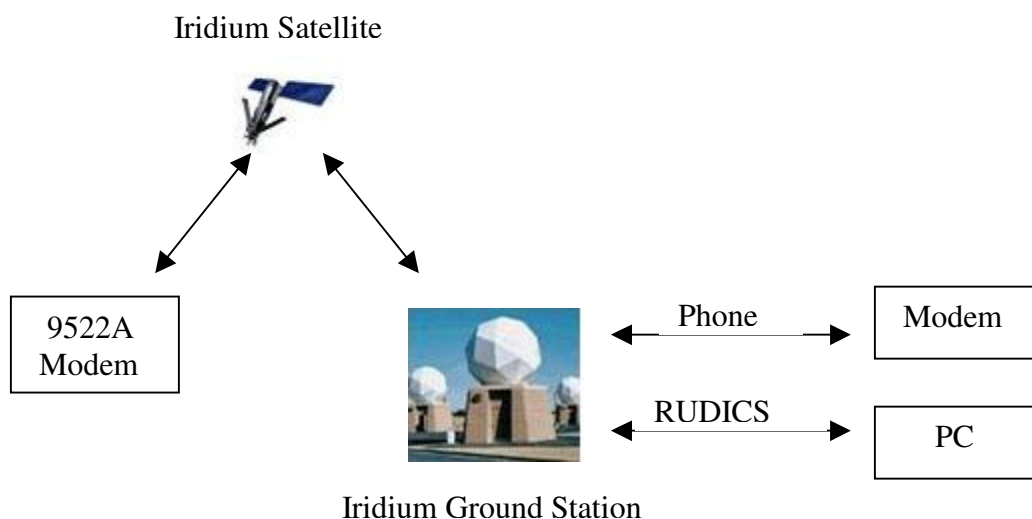 Iridium Satellite
9522A
Modem
Phone
Modem
RUDICS
PC
Iridium Ground Station